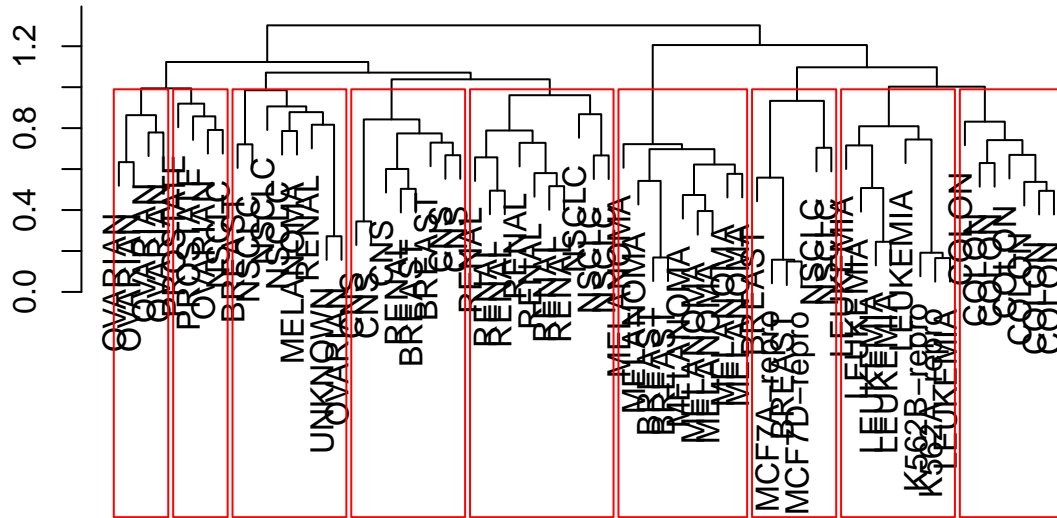 1.2
0.8
0.4
0.0
OVARIAN
OVARIAN
PROSTATE
OVARIAN
BREAST
NSCLC
NSCLC
MELANOMA
RENAL
UNKNOWN
OVARIAN
CNS
CNS
RENAL
BREAST
BREAST
CNS
CNS
RENAL
RENAL
RENAL
RENAL
RENAL
RENAL
NSCLC
NSCLC
NSCLC
MELANOMA
MELANOMA
BREAST
BREAST
MELANOMA
MELANOMA
MELANOMA
MELANOMA
MELANOMA
BREAST
MCF7A-repro
BREAST
MCF7D-repro
NSCLC
NSCLC
LEUKEMIA
LEUKEMIA
LEUKEMIA
LEUKEMIA
LEUKEMIA
K562B-repro
K562A-repro
LEUKEMIA
COLON
COLON
COLON
COLON
COLON
COLON
COLON